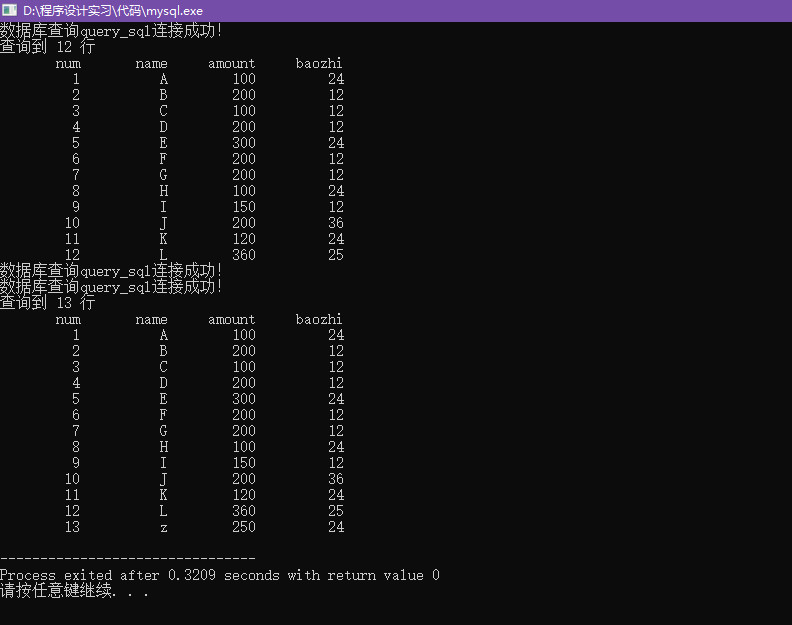 D:\程序设计实习\代码\mysql.exe
数据库查询query_sql连接成功!
查询到 12 行
num name amount baozhi
1 A 100 24
2 B 200 12
3 C 100 12
4 D 200 12
5 E 300 24
6 F 200 12
7 G 200 12
8 H 100 24
9 I 150 12
10 J 200 36
11 K 120 24
12 L 360 25
数据库查询query_sql连接成功!
数据库查询query_sql连接成功!
查询到 13 行
num name amount baozhi
1 A 100 24
2 B 200 12
3 C 100 12
4 D 200 12
5 E 300 24
6 F 200 12
7 G 200 12
8 H 100 24
9 I 150 12
10 J 200 36
11 K 120 24
12 L 360 25
13 z 250 24
--------------------------------
Process exited after 0.3209 seconds with return value 0
请按任意键继续. . .